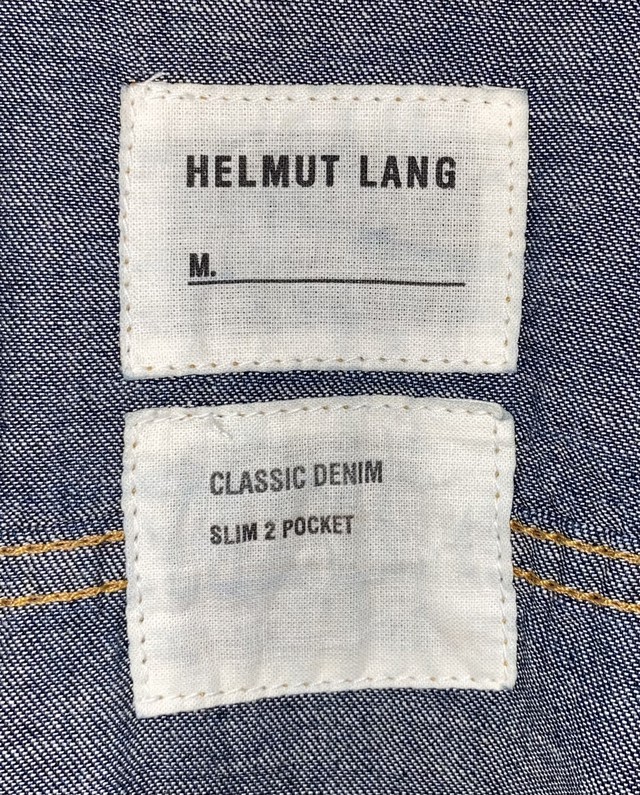 HELMUT LANG
M.
CLASSIC DENIM
SLIM 2 POCKET